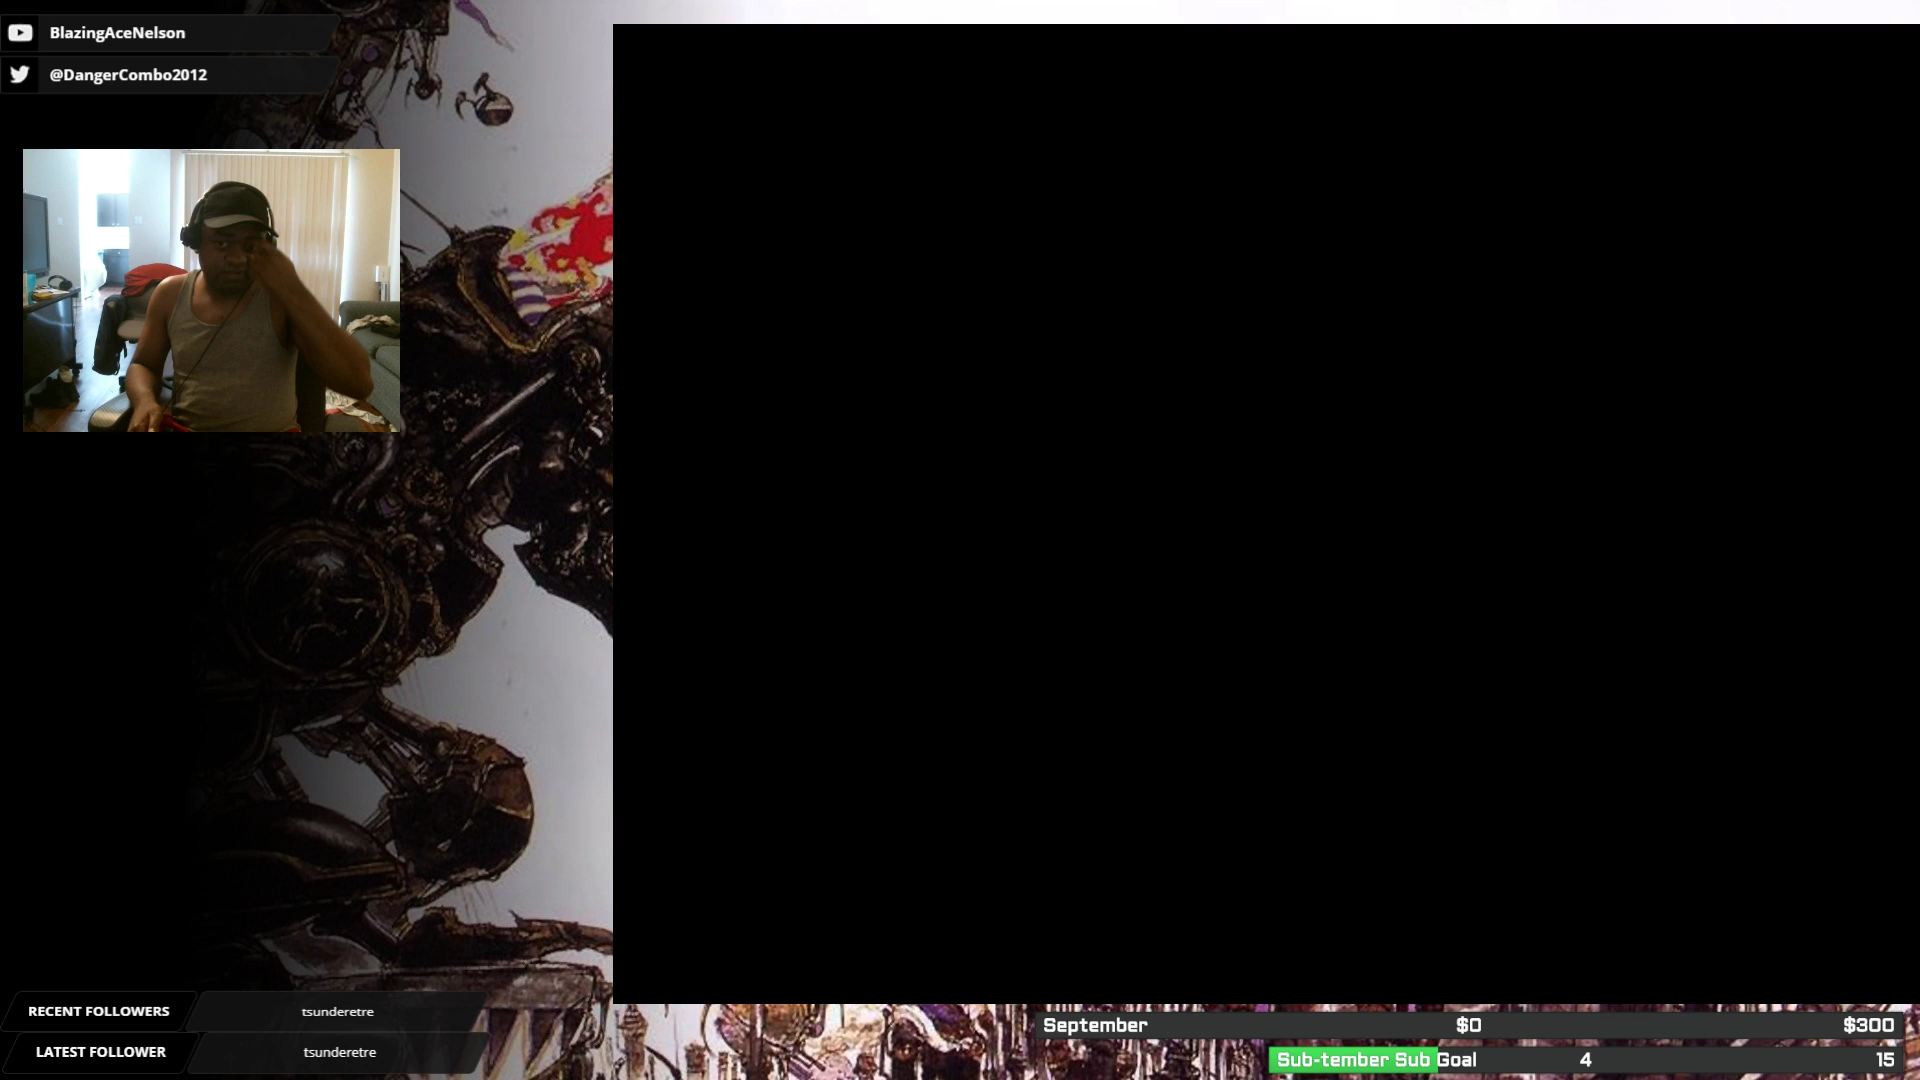 BlazingAceNelson
@DangerCombo2012
RECENT FOLLOWERS tsunderetre
LATEST FOLLOWER tsunderetre
September $0 $300
Sub-tember Sub Goal 4 15